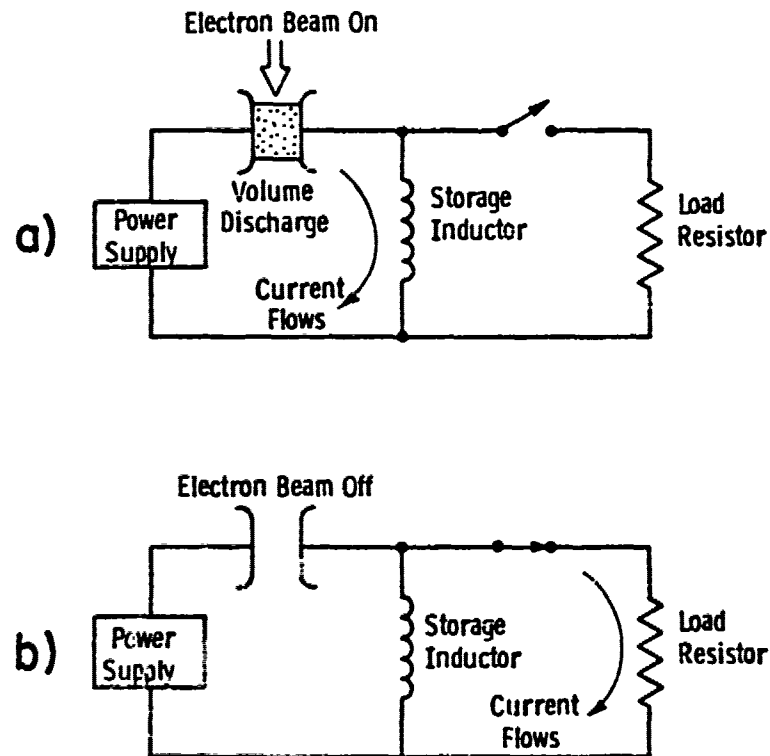 Electron Beam On
Volume
Discharge
Power
Supply
a)
Storage
Inductor
Load
Resistor
Current
Flows
Electron Beam Off
Power
Supply
b)
Storage
Inductor
Load
Resistor
Current
Flows